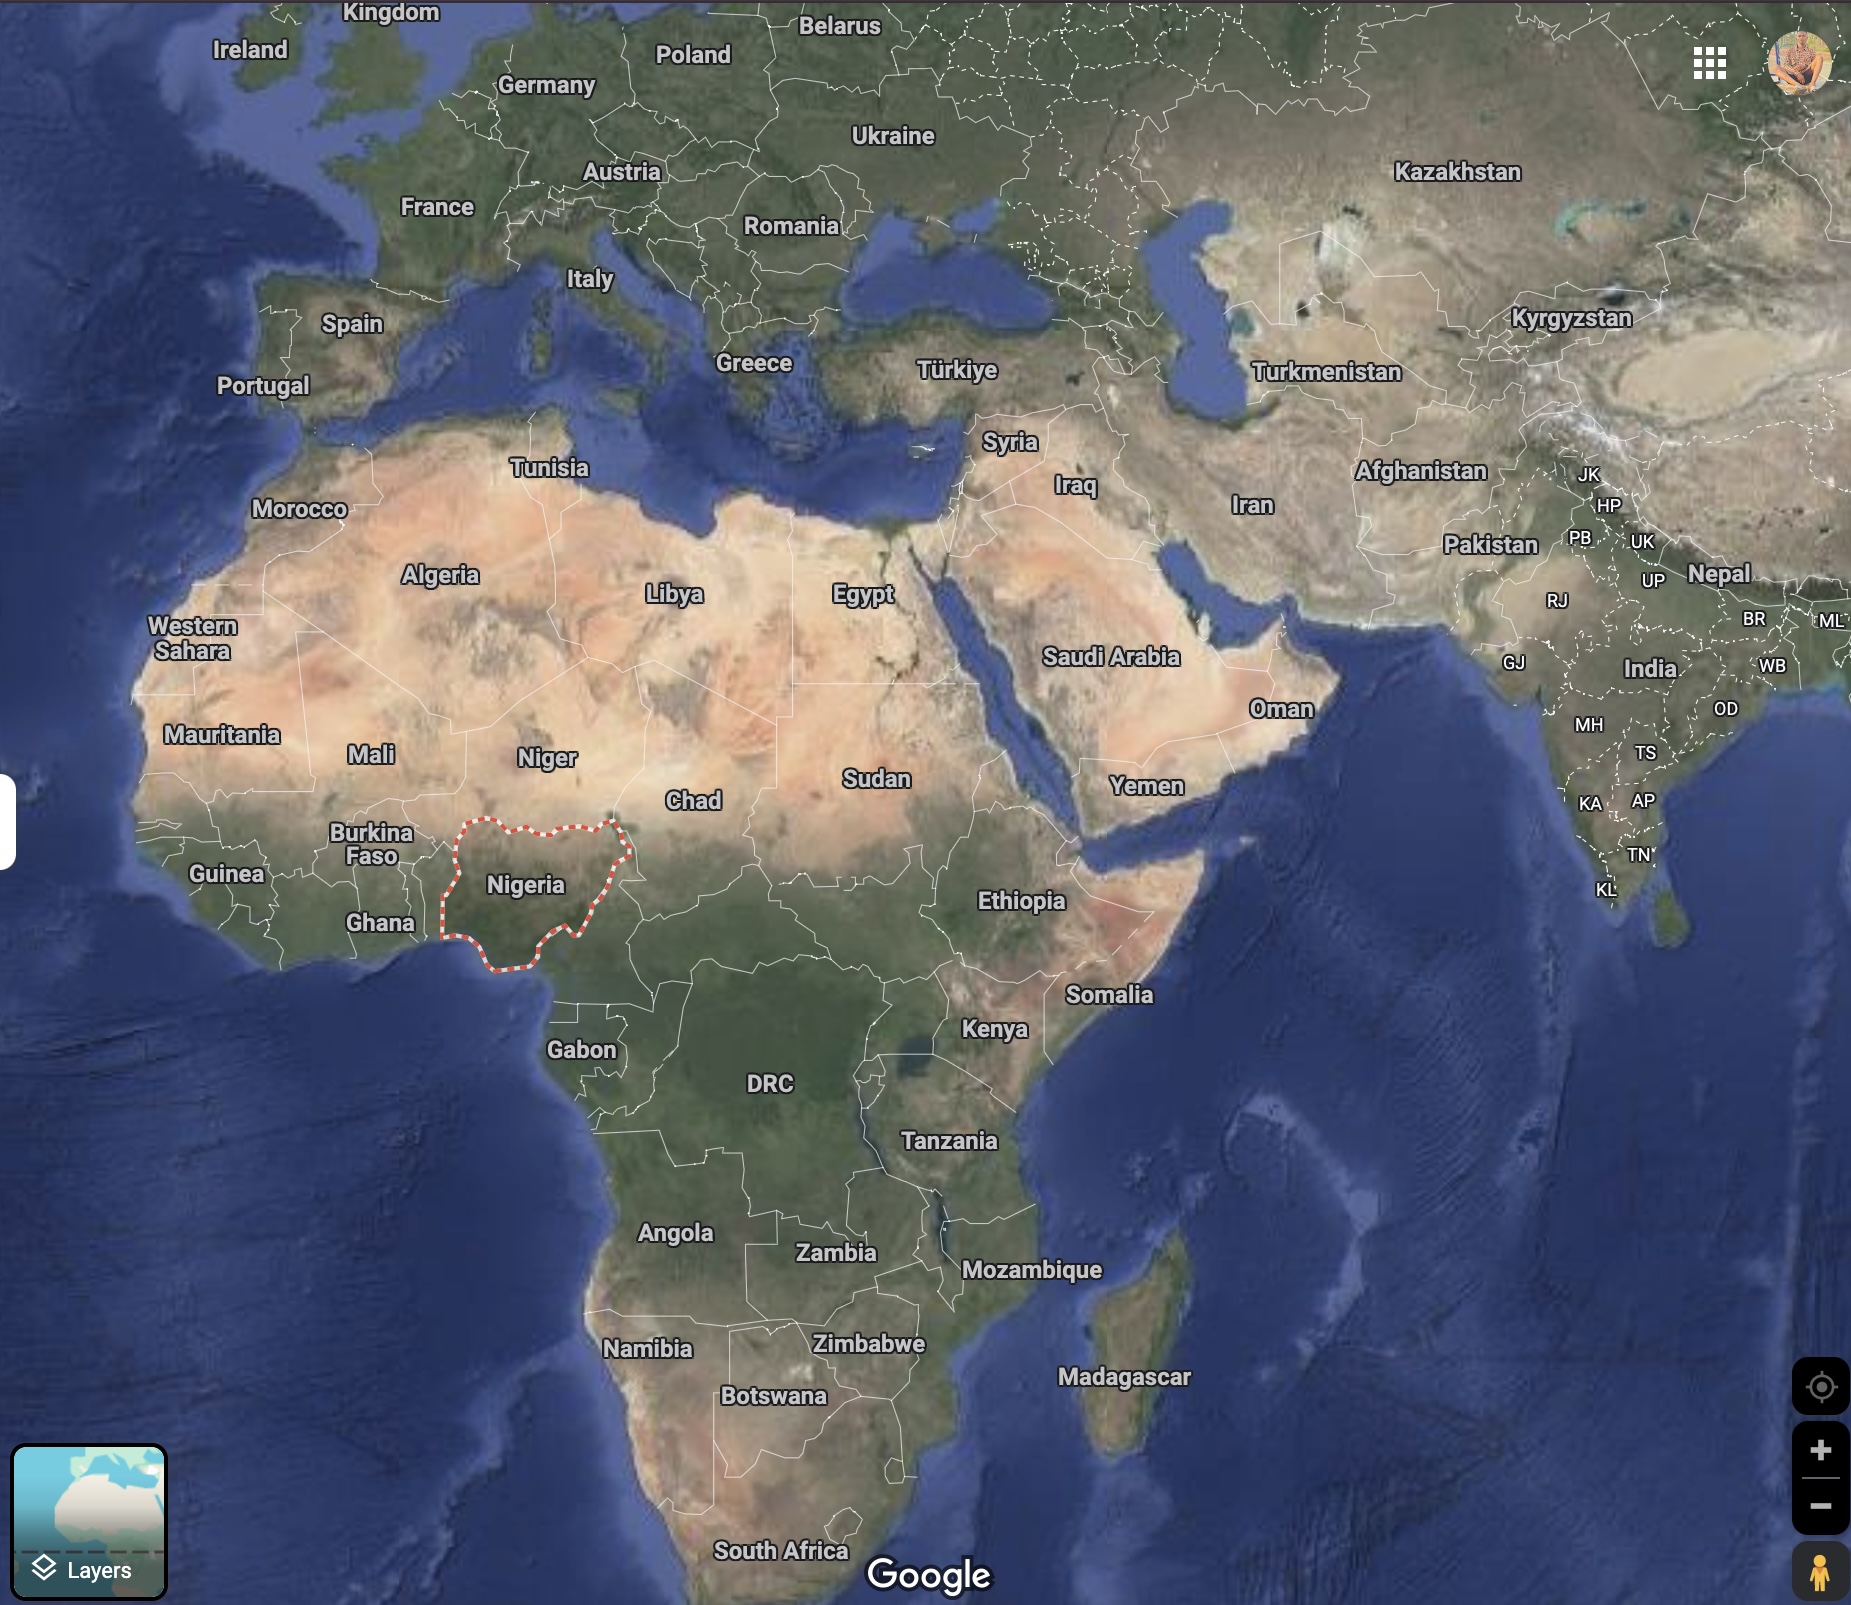 Kingdom
Ireland
Belarus
Poland
Germany
Ukraine
Austria
Kazakhstan
France
Romania
Italy
Kyrgyzstan
Spain
Greece
Türkiye
Turkmenistan
Portugal
Syria
Tunisia
Afghanistan
JK
Iraq
Iran
HP
Morocco
PB
UK
Pakistan
Nepal
Algeria
UP
Libya
Egypt
RJ
BR
ML
Western
Sahara
Saudi Arabia
GJ
India
WB
Oman
OD
MH
Mauritania
Mali
Niger
TS
Sudan
Yemen
Chad
KA
AP
Burkina
Faso
TN
Guinea
Nigeria
KL
Ethiopia
Ghana
Somalia
Kenya
Gabon
DRC
Tanzania
Angola
Zambia
Mozambique
Namibia
Zimbabwe
Madagascar
Botswana
South Africa
Layers
Google